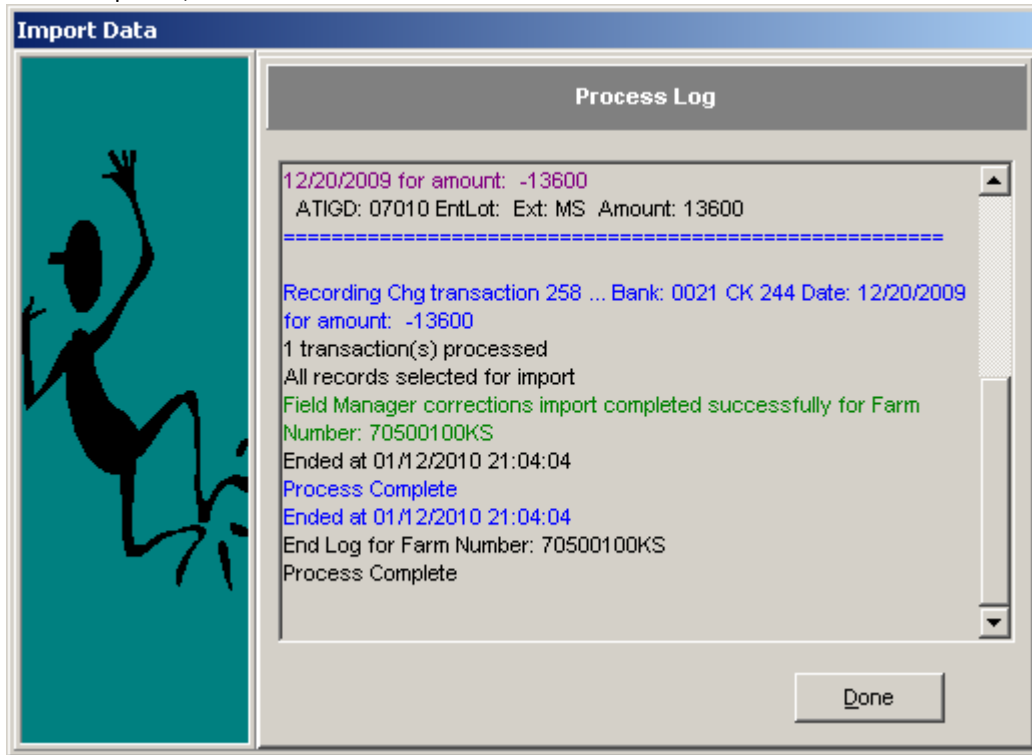 Import Data
Process Log
12/20/2009 for amount:  -13600
ATIGD: 07010 EntLot:  Ext: MS  Amount: 13600
=======================================================
Recording Chg transaction 258 ... Bank: 0021 CK 244 Date: 12/20/2009
for amount:  -13600
1 transaction(s) processed
All records selected for import
Field Manager corrections import completed successfully for Farm
Number: 70500100KS
Ended at 01/12/2010 21:04:04
Process Complete
Ended at 01/12/2010 21:04:04
End Log for Farm Number: 70500100KS
Process Complete
Done